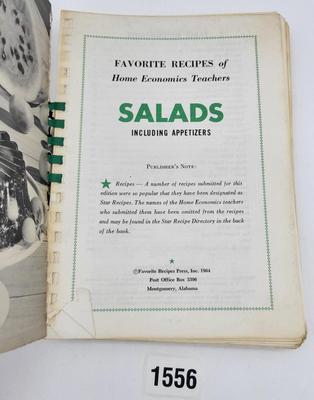 FAVORITE RECIPES of
Home Economics Teachers
SALADS
INCLUDING APPETIZERS
PUBLISHER'S NOTE:
★ Recipes — A number of recipes submitted for this
edition were so popular that they have been designated as
Star Recipes. The names of the Home Economics teachers
who submitted them have been omitted from the recipes
and may be found in the Star Recipe Directory in the back
of the book.
©Favorite Recipes Press, Inc. 1964
Post Office Box 3396
Montgomery, Alabama
1556